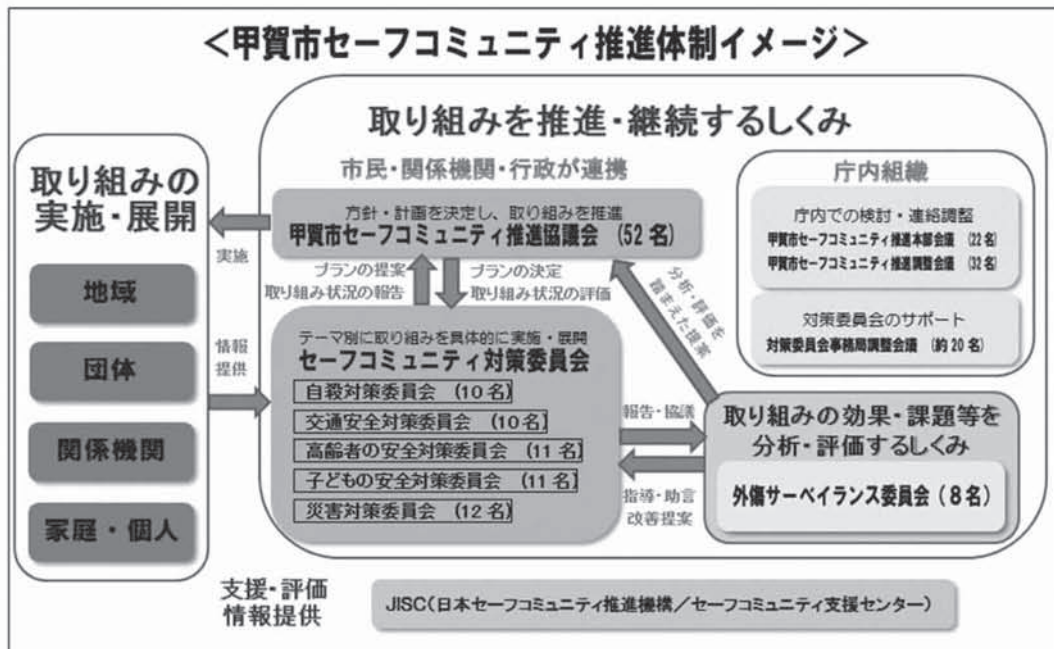 ＜甲賀市セーフコミュニティ推進体制イメージ＞
取り組みを推進・継続するしくみ
市民・関係機関・行政が連携
取り組みの
実施・展開
地域
団体
関係機関
家庭・個人
実施
情報
提供
方針・計画を決定し、取り組みを推進
甲賀市セーフコミュニティ推進協議会 （52名）
プランの提案
取り組み状況の報告
プランの決定
取り組み状況の評価
テーマ別に取り組みを具体的に実施・展開
セーフコミュニティ対策委員会
自殺対策委員会 （10名）
交通安全対策委員会 （10名）
高齢者の安全対策委員会 （11名）
子どもの安全対策委員会 （11名）
災害対策委員会 （12名）
分析・評価を
踏まえた提案
報告・協議
指導・助言
改善提案
庁内組織
庁内での検討・連絡調整
甲賀市セーフコミュニティ推進本部会議 （22名）
甲賀市セーフコミュニティ推進調整会議 （32名）
対策委員会のサポート
対策委員会事務局調整会議 （約20名）
取り組みの効果・課題等を
分析・評価するしくみ
外傷サーベイランス委員会（8名）
支援・評価
情報提供
JISC（日本セーフコミュニティ推進機構／セーフコミュニティ支援センター）